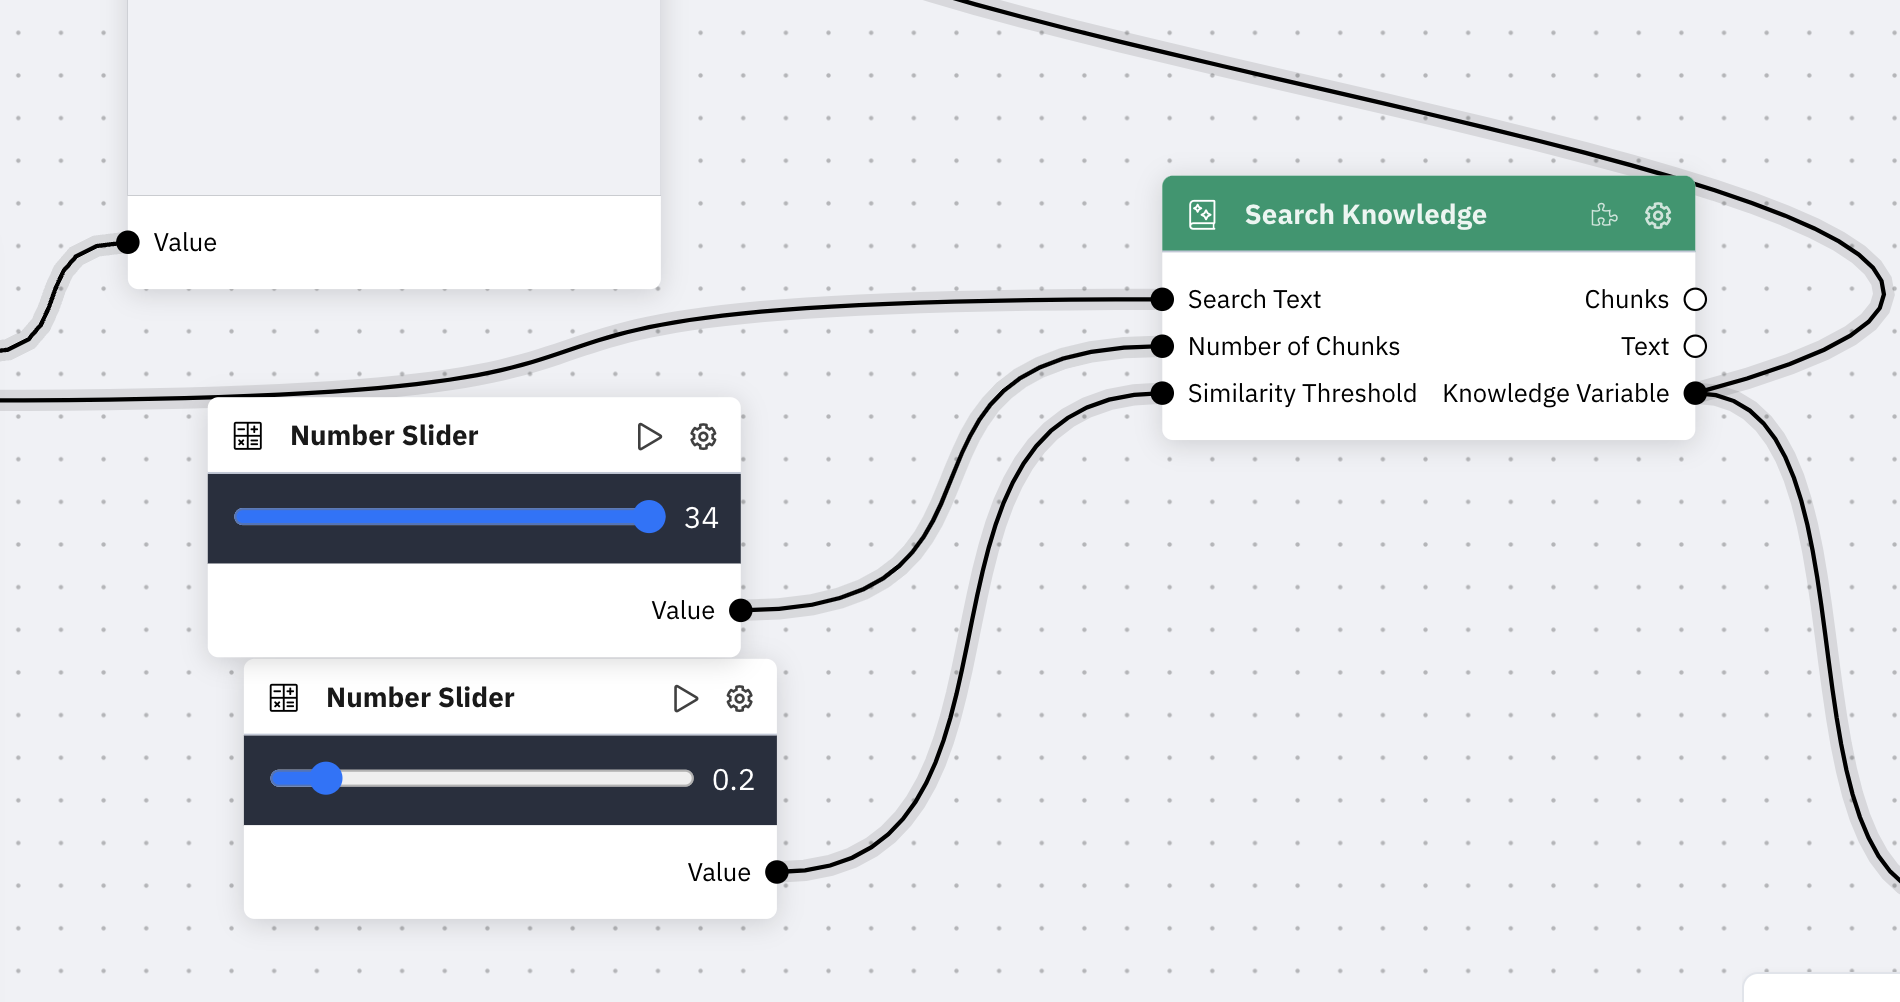 Value
Search Knowledge
Search Text
Chunks
Number of Chunks
Text
Similarity Threshold
Knowledge Variable
Number Slider
34
Value
Number Slider
0.2
Value